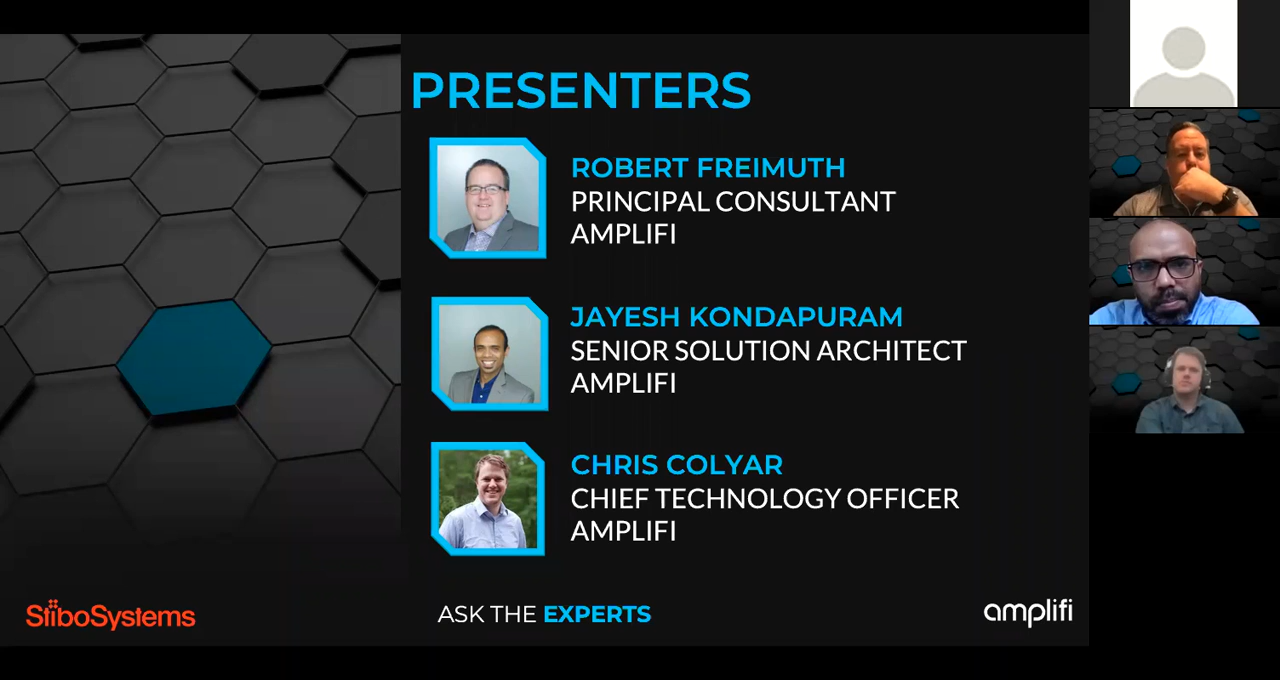 PRESENTERS
ROBERT FREIMUTH
PRINCIPAL CONSULTANT
AMPLIFI
JAYESH KONDAPURAM
SENIOR SOLUTION ARCHITECT
AMPLIFI
CHRIS COLYAR
CHIEF TECHNOLOGY OFFICER
AMPLIFI
StiboSystems
ASK THE EXPERTS
amplifi